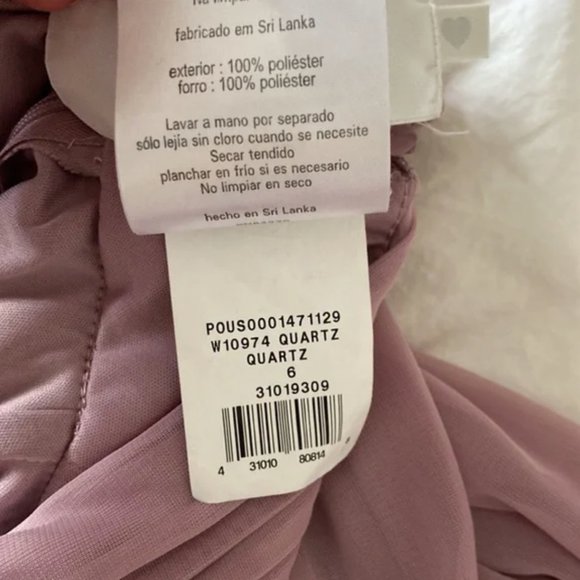 No limpar
fabricado em Sri Lanka
exterior : 100% poliéster
forro : 100% poliéster
Lavar a mano por separado
sólo lejía sin cloro cuando se necesite
Secar tendido
planchar en frío si es necesario
No limpiar en seco
hecho en Sri Lanka
POUS0001471129
W10974 QUARTZ
QUARTZ
6
31019309
4 31010 80814